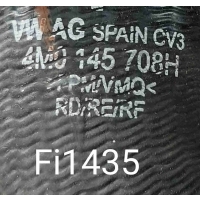 VW AG SPAIN CV3
4M0 145 708H
>PM/VMQ<
RD/RE/RF
Fi1435